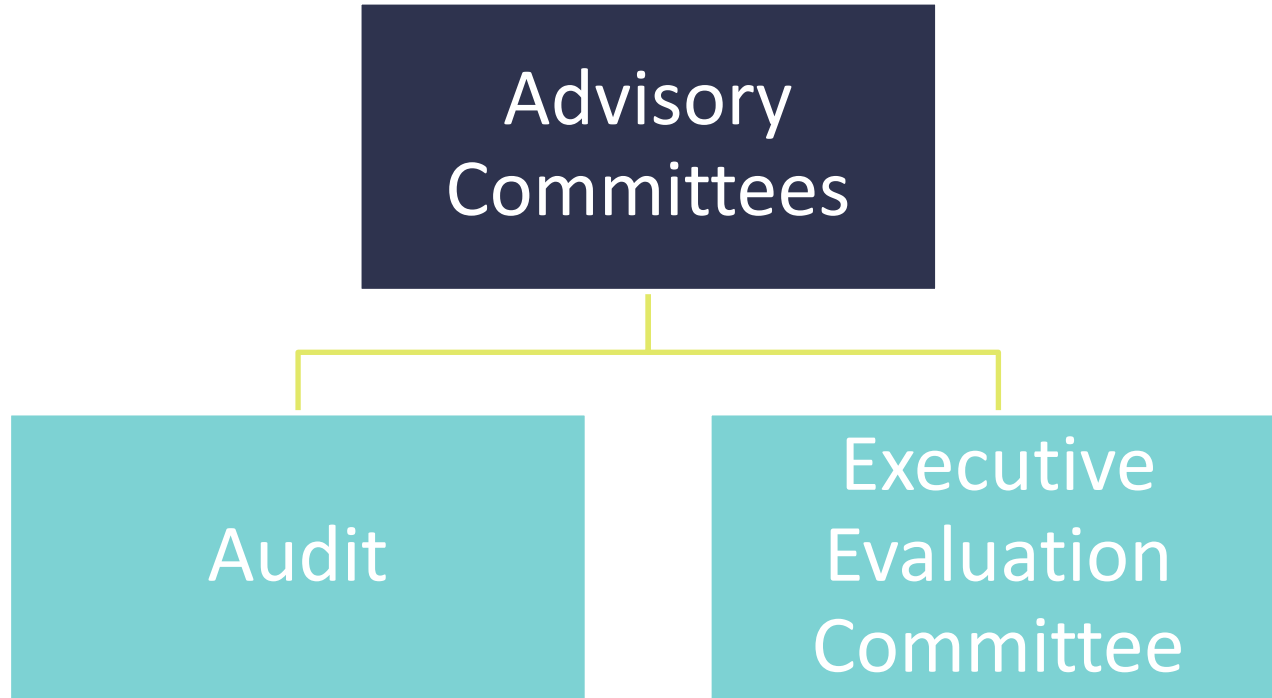 Advisory
Committees
Audit
Executive
Evaluation
Committee